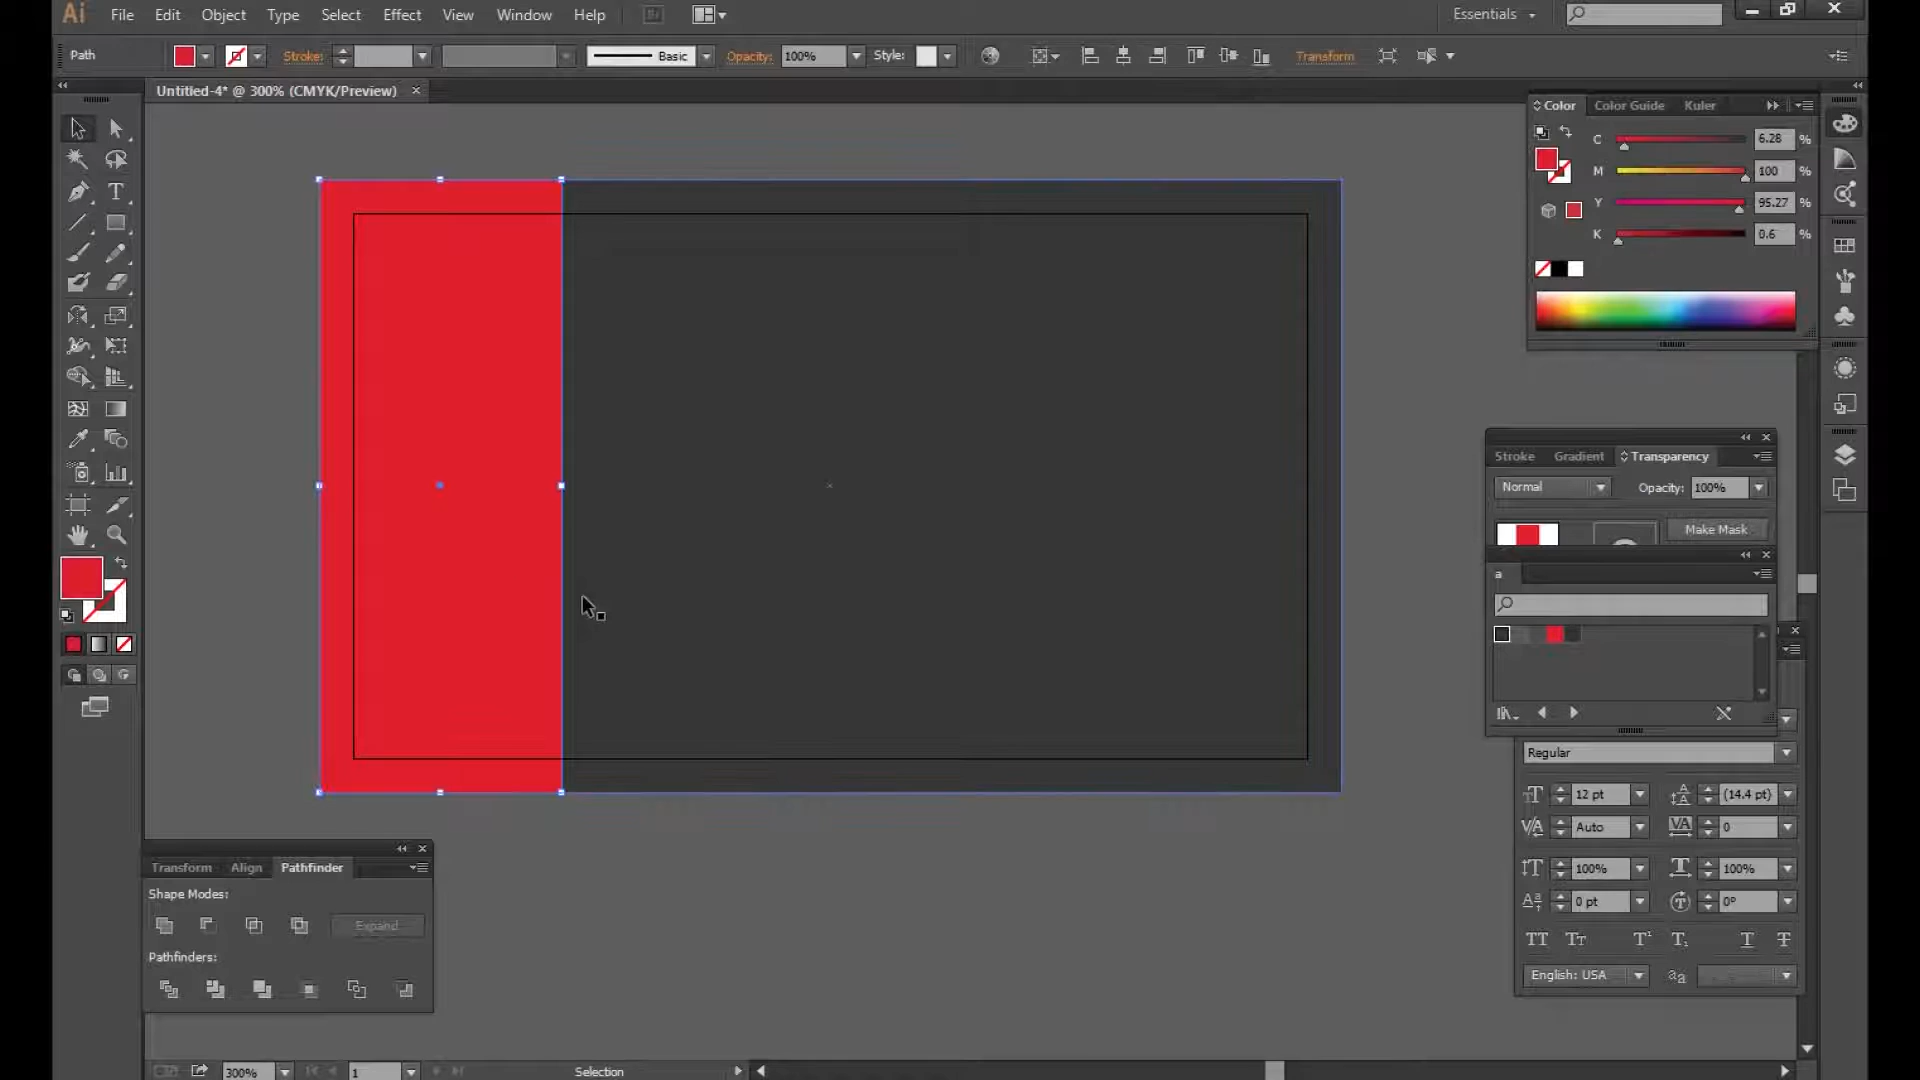 Ai File Edit Object Type Select Effect View Window Help Br Essentials
Path Stroke: Basic Opacity: 100% Style: Transform
Untitled-4* @ 300% (CMYK/Preview) ×
Color Color Guide Kuler
C 6.28 %
M 100 %
Y 95.27 %
K 0.6 %
Stroke Gradient Transparency
Normal Opacity: 100%
Make Mask
a
Regular
12 pt (14.4 pt)
Auto 0
100% 100%
0 pt 0°
English: USA
Transform Align Pathfinder
Shape Modes:
Expand
Pathfinders:
300% 1 Selection